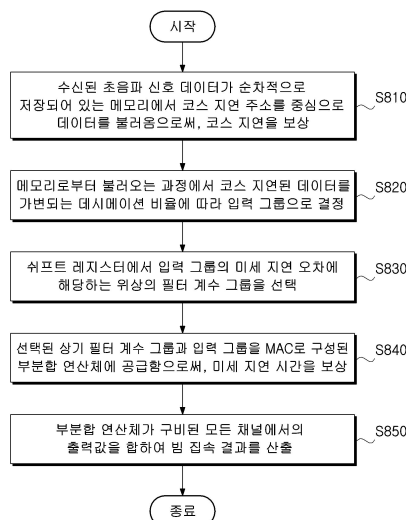 시작
수신된 초음파 신호 데이터가 순차적으로
저장되어 있는 메모리에서 코스 지연 주소를 중심으로
데이터를 불러옴으로써, 코스 지연을 보상
S810
메모리로부터 불러오는 과정에서 코스 지연된 데이터를
가변되는 데시메이션 비율에 따라 입력 그룹으로 결정
S820
쉬프트 레지스터에서 입력 그룹의 미세 지연 오차에
해당하는 위상의 필터 계수 그룹을 선택
S830
선택된 상기 필터 계수 그룹과 입력 그룹을 MAC로 구성된
부분합 연산체에 공급함으로써, 미세 지연 시간을 보상
S840
부분합 연산체가 구비된 모든 채널에서의
출력값을 합하여 빔 집속 결과를 산출
S850
종료